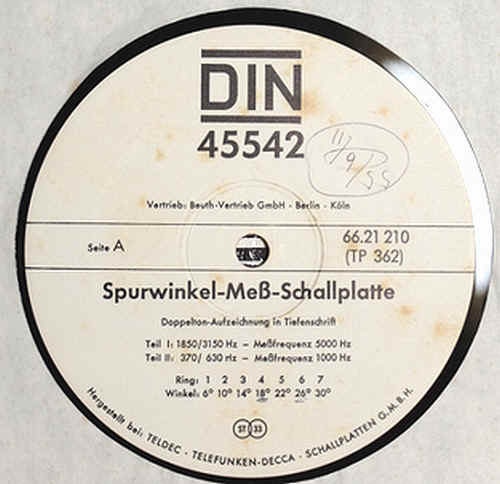 DIN
45542
Vertrieb: Beuth-Vertrieb GmbH - Berlin - Köln
Seite A
66.21 210
(TP 362)
Spurwinkel-Meß-Schallplatte
Doppelton-Aufzeichnung in Tiefenschrift
Teil I: 1850/3150 Hz – Meßfrequenz 5000 Hz
Teil II: 370/ 630 Hz – Meßfrequenz 1000 Hz
Ring: 1 2 3 4 5 6 7
Winkel: 6° 10° 14° 18° 22° 26° 30°
ST 33
Hergestellt bei: TELDEC - TELEFUNKEN-DECCA - SCHALLPLATTEN G.M.B.H.